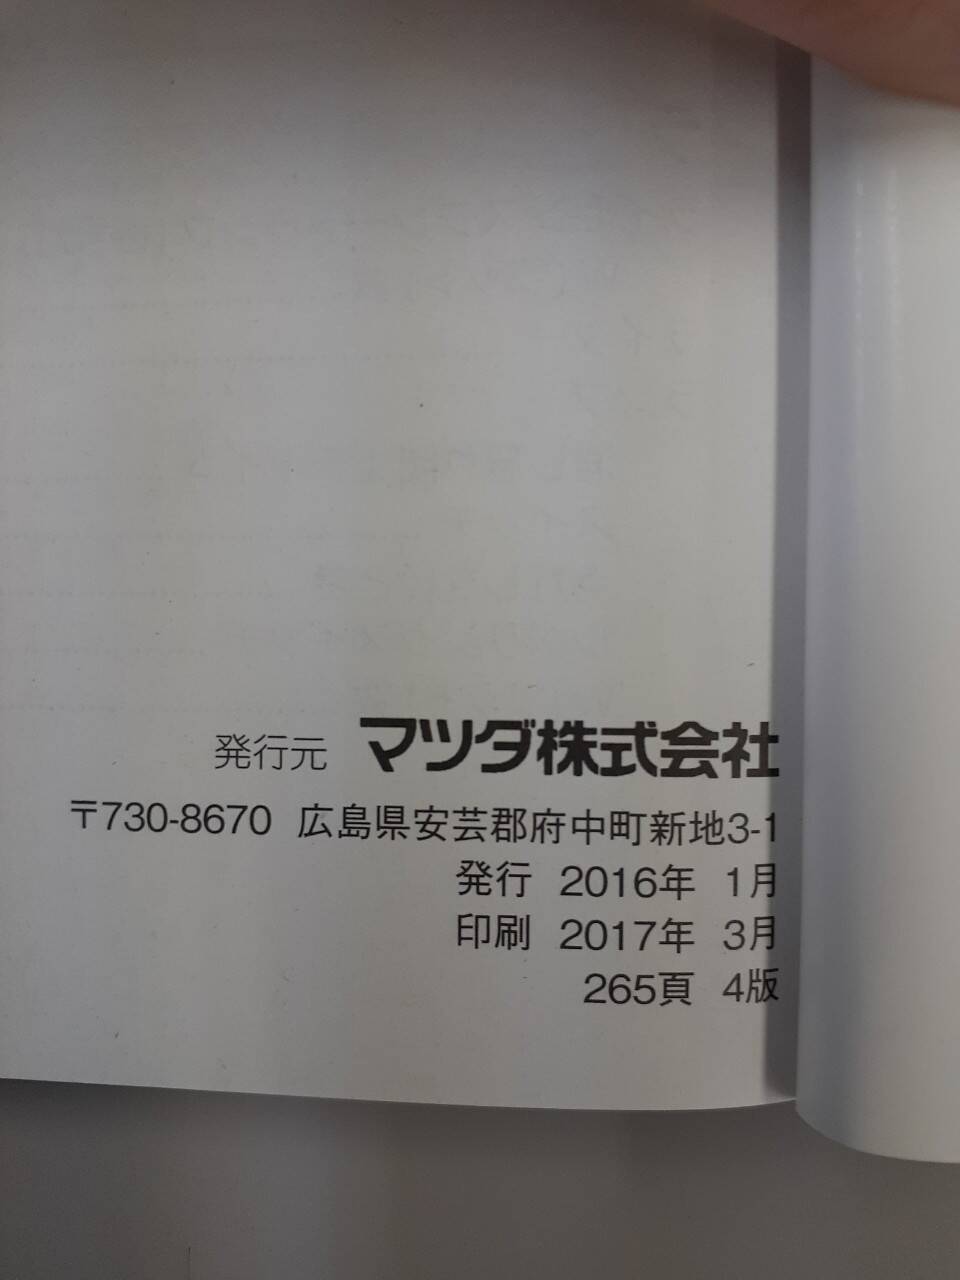 発行元 マツダ株式会社
〒730-8670 広島県安芸郡府中町新地3-1
発行 2016年 1月
印刷 2017年 3月
265頁 4版